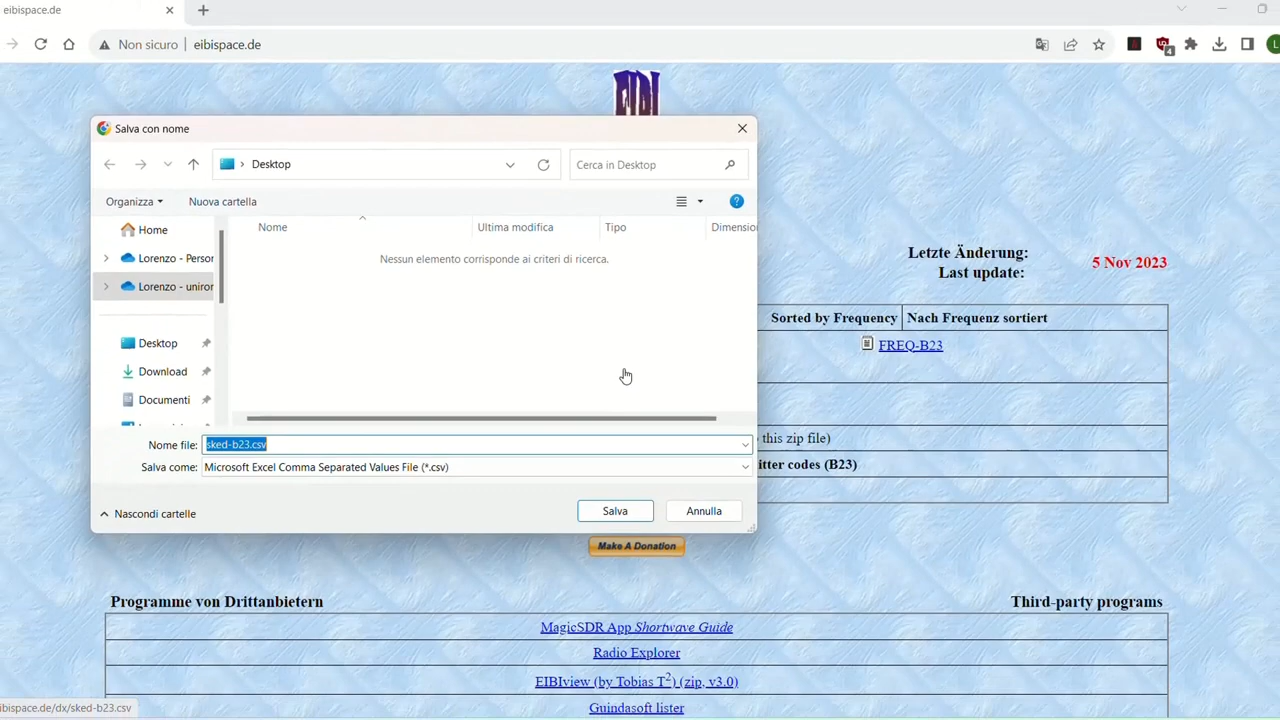 eibispace.de
Non sicuro eibispace.de
4
L
EIBI
Salva con nome
Desktop
Cerca in Desktop
Organizza
Nuova cartella
Home
Lorenzo - Person
Lorenzo - uniron
Desktop
Download
Documenti
Nome
Ultima modifica
Tipo
Dimensio
Nessun elemento corrisponde ai criteri di ricerca.
Nome file: sked-b23.csv
Salva come: Microsoft Excel Comma Separated Values File (*.csv)
Nascondi cartelle
Salva
Annulla
Letzte Änderung:
Last update:
5 Nov 2023
Sorted by Frequency
Nach Frequenz sortiert
FREQ-B23
this zip file)
itter codes (B23)
Make A Donation
Programme von Drittanbietern
Third-party programs
MagicSDR App Shortwave Guide
Radio Explorer
EIBIview (by Tobias T2) (zip, v3.0)
Guindasoft lister
ibispace.de/dx/sked-b23.csv